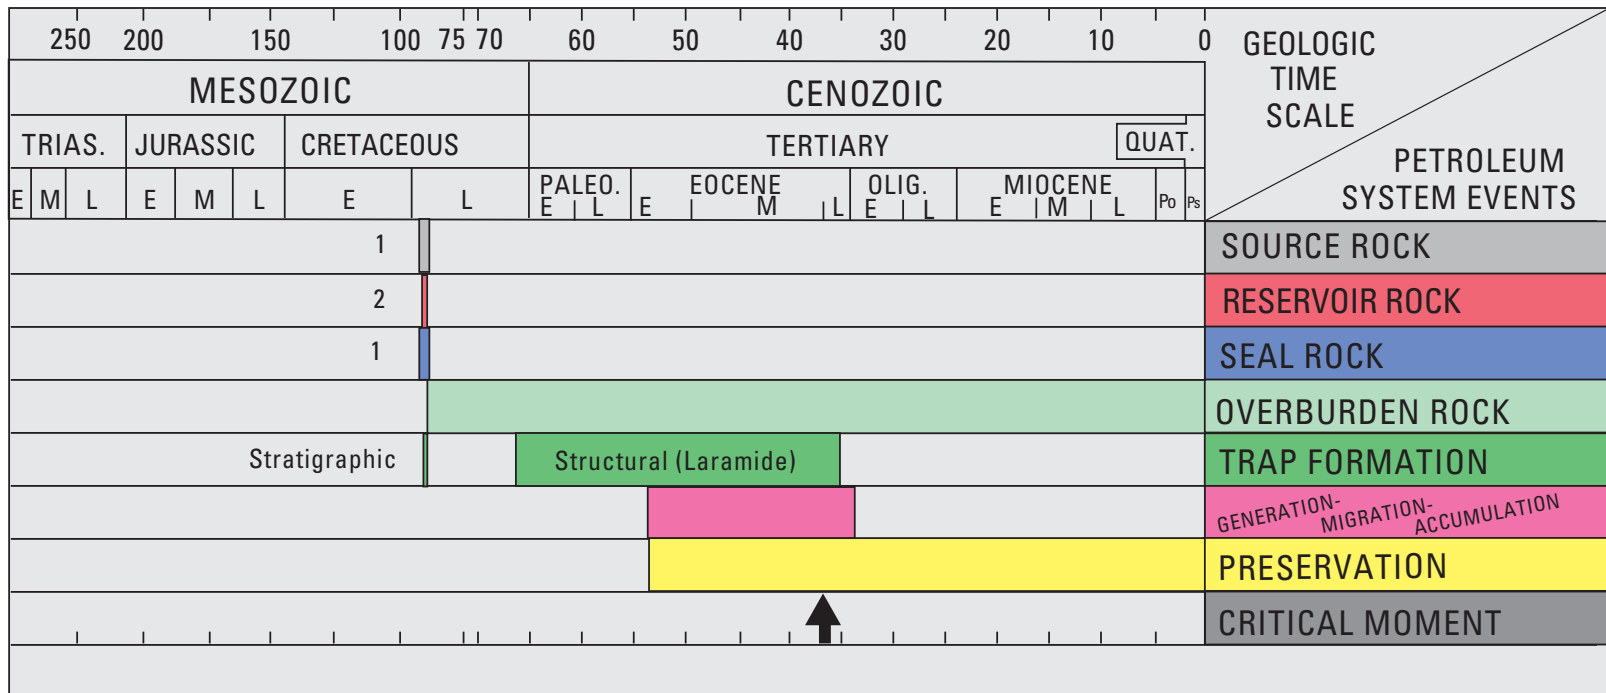 250 200 150 100 75 70 60 50 40 30 20 10 0
GEOLOGIC
TIME
SCALE
MESOZOIC CENOZOIC
TRIAS. JURASSIC CRETACEOUS TERTIARY QUAT.
PETROLEUM
SYSTEM EVENTS
PALEO. EOCENE OLIG. MIOCENE
E M L E M L E L E L E M L E L E M L Po Ps
1 SOURCE ROCK
2 RESERVOIR ROCK
1 SEAL ROCK
OVERBURDEN ROCK
Stratigraphic Structural (Laramide) TRAP FORMATION
GENERATION-
MIGRATION-
ACCUMULATION
PRESERVATION
CRITICAL MOMENT